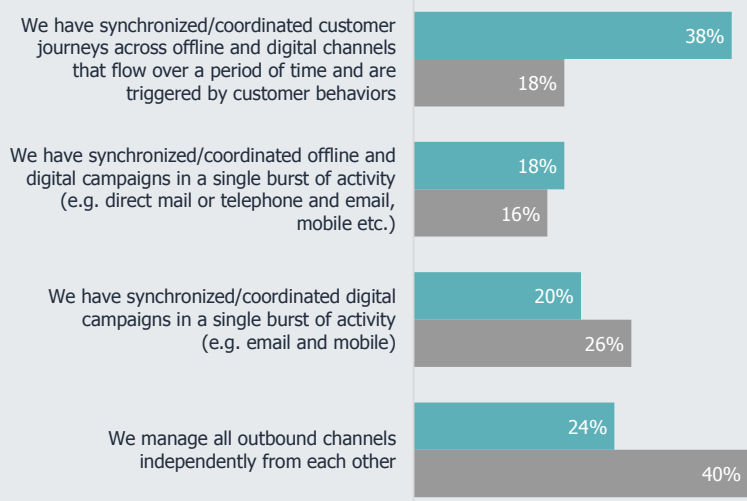 We have synchronized/coordinated customer
journeys across offline and digital channels
that flow over a period of time and are
triggered by customer behaviors
38%
18%
We have synchronized/coordinated offline and
digital campaigns in a single burst of activity
(e.g. direct mail or telephone and email,
mobile etc.)
18%
16%
We have synchronized/coordinated digital
campaigns in a single burst of activity
(e.g. email and mobile)
20%
26%
We manage all outbound channels
independently from each other
24%
40%